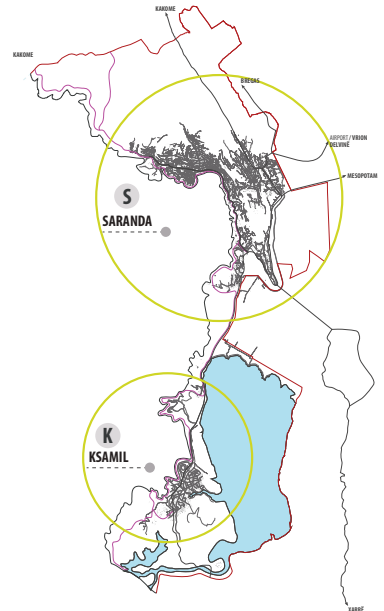 KAKOME
KAKOME
BREGAS
AIRPORT / VRION
DELVINË
MESOPOTAM
S
SARANDA
K
KSAMIL
XARRË